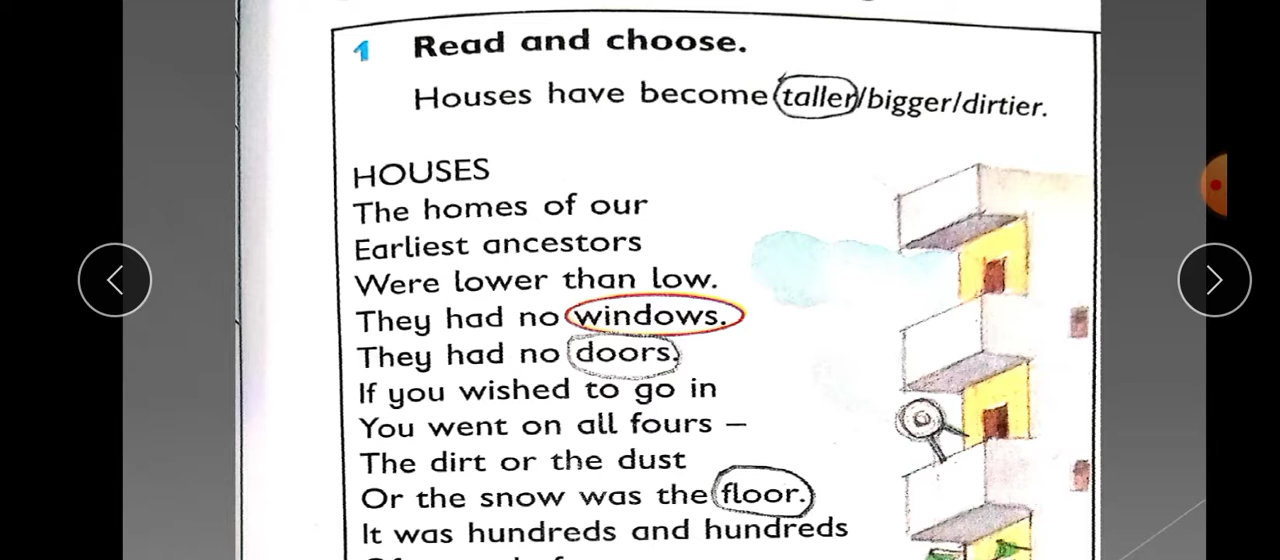 1 Read and choose.
Houses have become taller/bigger/dirtier.
HOUSES
The homes of our
Earliest ancestors
Were lower than low.
They had no windows.
They had no doors.
If you wished to go in
You went on all fours –
The dirt or the dust
Or the snow was the floor.
It was hundreds and hundreds